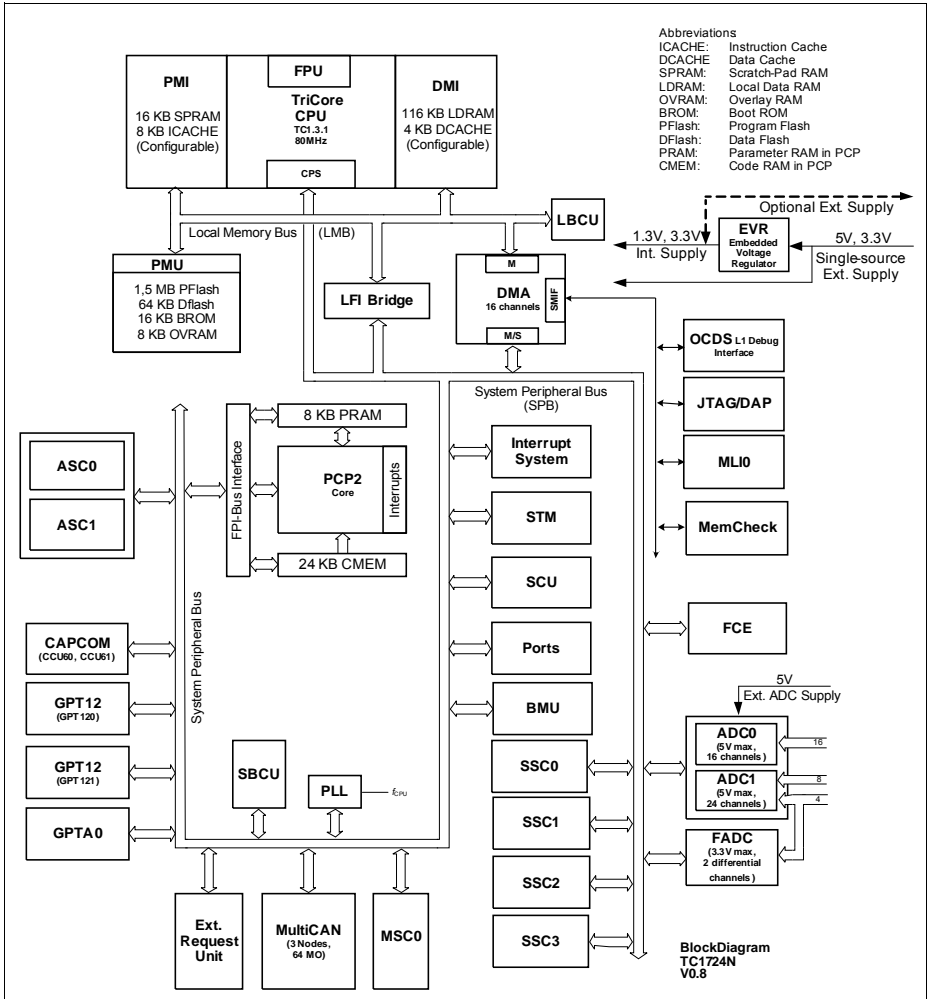 Abbreviations
ICACHE: Instruction Cache
DCACHE Data Cache
SPRAM: Scratch-Pad RAM
LDRAM: Local Data RAM
OVRAM: Overlay RAM
BROM: Boot ROM
PFlash: Program Flash
DFlash: Data Flash
PRAM: Parameter RAM in PCP
CMEM: Code RAM in PCP
PMI
16 KB SPRAM
8 KB ICACHE
(Configurable)
FPU
TriCore
CPU
TC1.3.1
80MHz
CPS
DMI
116 KB LDRAM
4 KB DCACHE
(Configurable)
Local Memory Bus (LMB)
LBCU
Optional Ext. Supply
1.3V, 3.3V
Int. Supply
EVR
Embedded
Voltage
Regulator
5V, 3.3V
Single-source
Ext. Supply
PMU
1,5 MB PFlash
64 KB Dflash
16 KB BROM
8 KB OVRAM
LFI Bridge
M
DMA
16 channels
SMIF
M/S
OCDS L1 Debug
Interface
JTAG/DAP
MLI0
MemCheck
System Peripheral Bus
(SPB)
ASC0
ASC1
FPI-Bus Interface
8 KB PRAM
PCP2
Core
Interrupts
24 KB CMEM
Interrupt
System
STM
SCU
Ports
BMU
FCE
System Peripheral Bus
CAPCOM
(CCU60, CCU61)
GPT12
(GPT120)
GPT12
(GPT121)
GPTA0
SBCU
PLL
fCPU
SSC0
SSC1
SSC2
SSC3
5V
Ext. ADC Supply
ADC0
(5V max,
16 channels)
16
ADC1
(5V max,
24 channels)
8
4
FADC
(3.3V max,
2 differential
channels)
Ext.
Request
Unit
MultiCAN
(3 Nodes,
64 MO)
MSC0
BlockDiagram
TC1724N
V0.8